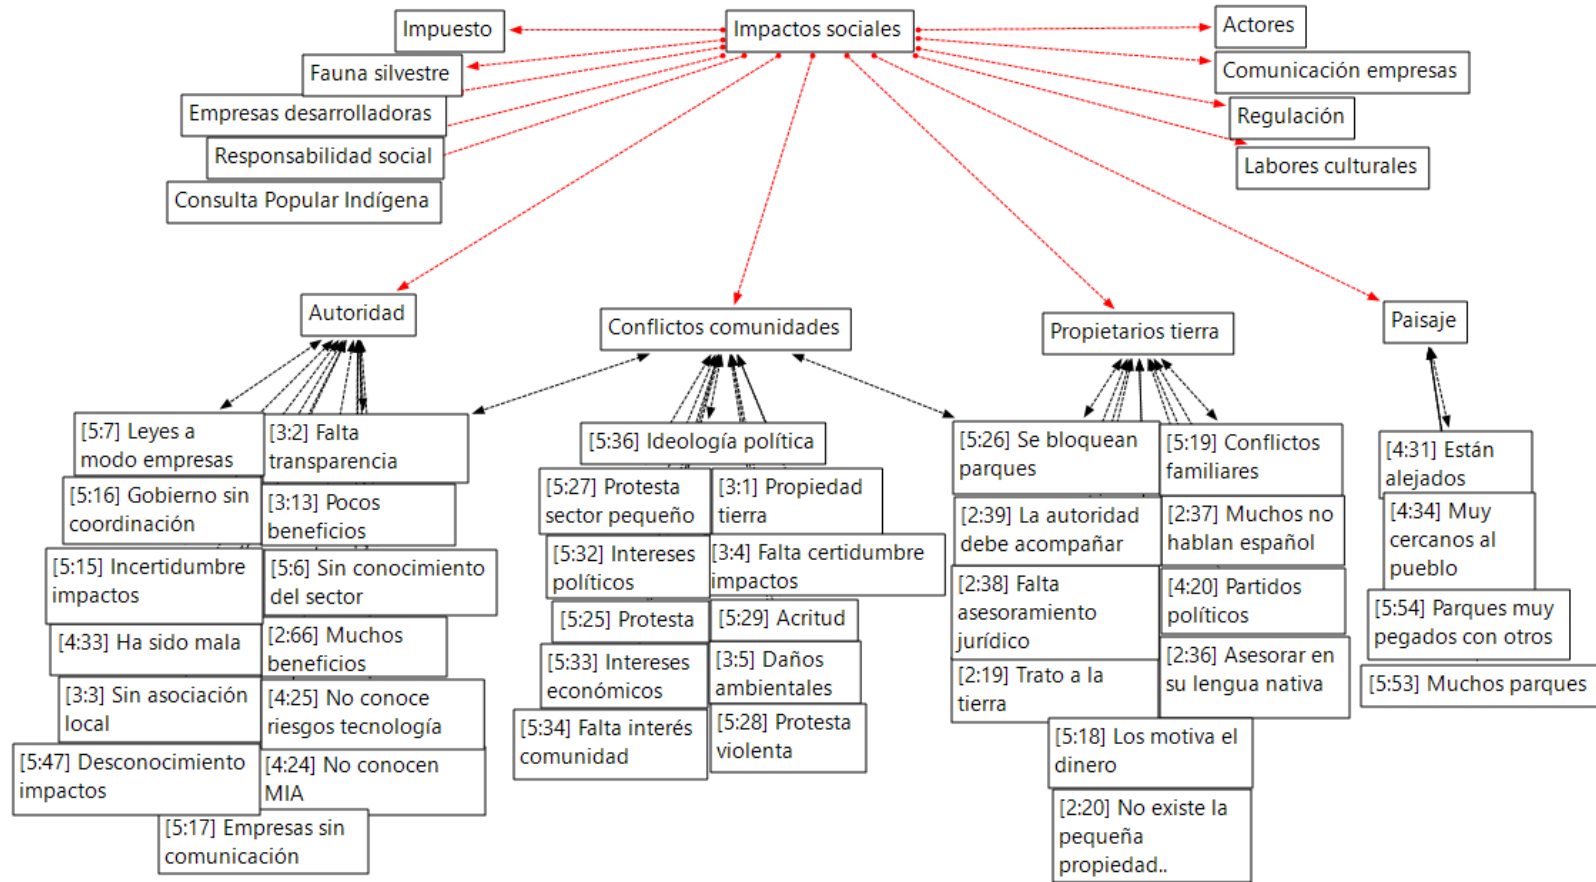 Impuesto
Impactos sociales
Actores
Fauna silvestre
Comunicación empresas
Empresas desarrolladoras
Regulación
Responsabilidad social
Labores culturales
Consulta Popular Indígena
Autoridad
Conflictos comunidades
Propietarios tierra
Paisaje
[5:7] Leyes a
modo empresas
[3:2] Falta
transparencia
[5:16] Gobierno sin
coordinación
[3:13] Pocos
beneficios
[5:15] Incertidumbre
impactos
[5:6] Sin conocimiento
del sector
[4:33] Ha sido mala
[2:66] Muchos
beneficios
[3:3] Sin asociación
local
[4:25] No conoce
riesgos tecnología
[5:47] Desconocimiento
impactos
[4:24] No conocen
MIA
[5:17] Empresas sin
comunicación
[5:36] Ideología política
[5:27] Protesta
sector pequeño
[3:1] Propiedad
tierra
[5:32] Intereses
políticos
[3:4] Falta certidumbre
impactos
[5:25] Protesta
[5:29] Acritud
[5:33] Intereses
económicos
[3:5] Daños
ambientales
[5:34] Falta interés
comunidad
[5:28] Protesta
violenta
[5:26] Se bloquean
parques
[5:19] Conflictos
familiares
[2:39] La autoridad
debe acompañar
[2:37] Muchos no
hablan español
[2:38] Falta
asesoramiento
jurídico
[4:20] Partidos
políticos
[2:19] Trato a la
tierra
[2:36] Asesorar en
su lengua nativa
[5:18] Los motiva el
dinero
[2:20] No existe la
pequeña
propiedad..
[4:31] Están
alejados
[4:34] Muy
cercanos al
pueblo
[5:54] Parques muy
pegados con otros
[5:53] Muchos parques